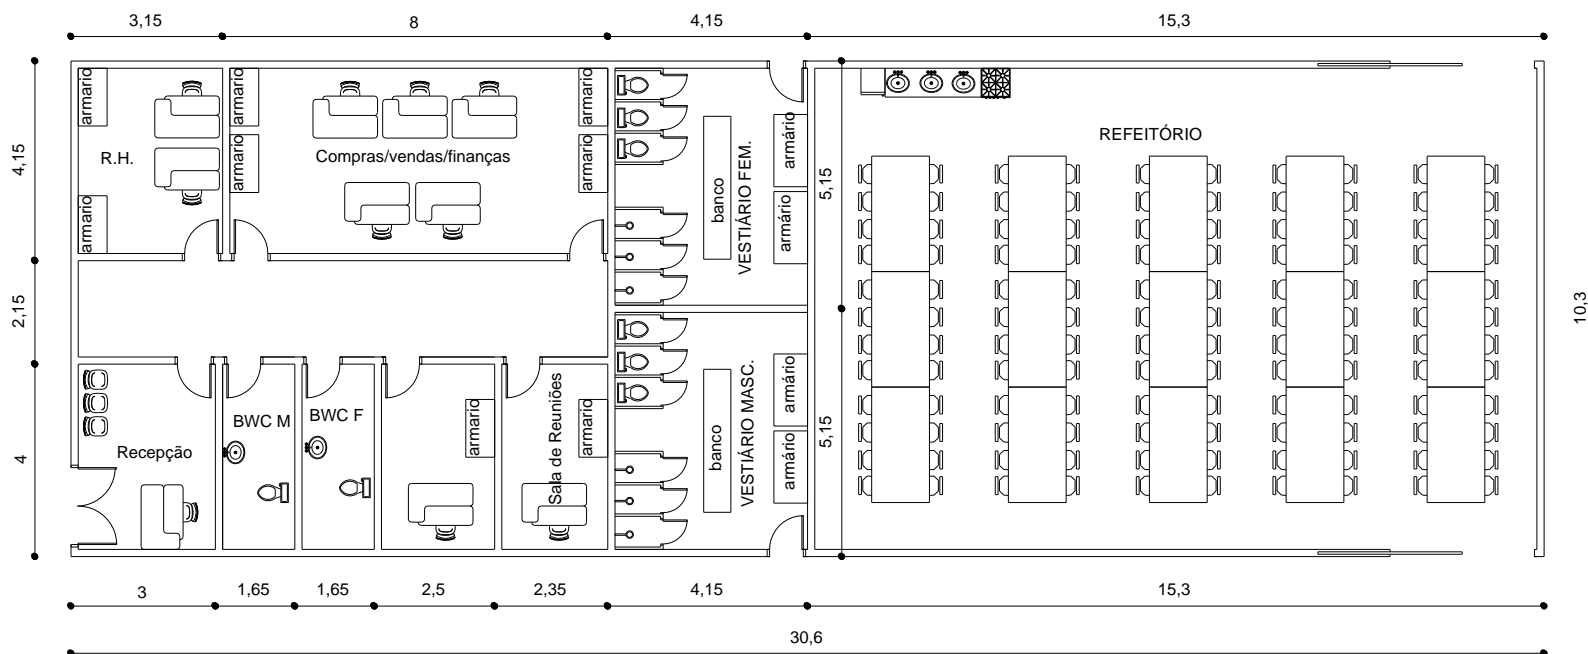 3,15
8
4,15
15,3
armario
armario
armario
armario
armario
armario
armario
armário
armário
R.H.
Compras/vendas/finanças
banco
VESTIÁRIO FEM.
REFEITÓRIO
4,15
5,15
2,15
10,3
4
5,15
Recepção
BWC M
BWC F
armario
Sala de Reuniões
armario
banco
VESTIÁRIO MASC.
armário
armário
3
1,65
1,65
2,5
2,35
4,15
15,3
30,6